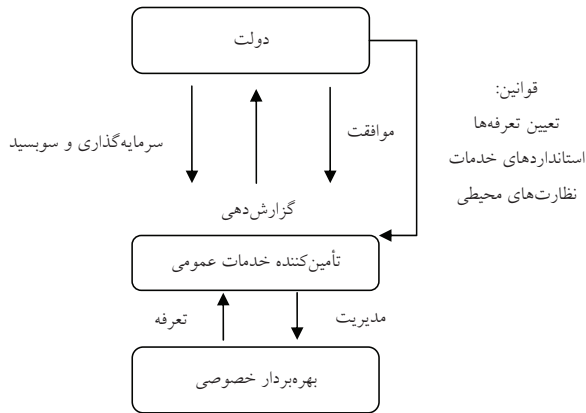 دولت
قوانین:
تعیین تعرفه‌ها
استانداردهای خدمات
نظارت‌های محیطی
موافقت
سرمایه‌گذاری و سوبسید
گزارش‌دهی
تأمین‌کننده خدمات عمومی
مدیریت
تعرفه
بهره‌بردار خصوصی